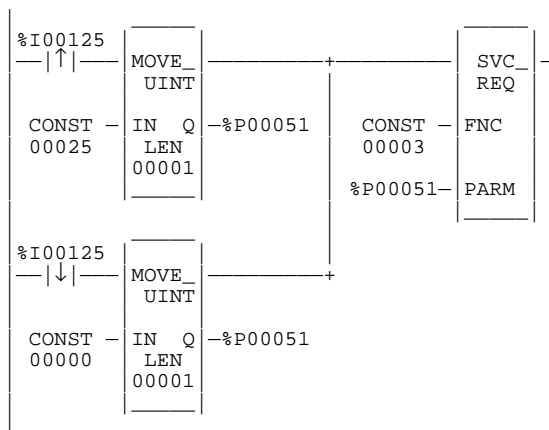 %I00125
↑ MOVE_ SVC_
UINT REQ
CONST IN Q %P00051 CONST FNC
00025 LEN 00003
00001
%P00051 PARM
%I00125
↓ MOVE_
UINT
CONST IN Q %P00051
00000 LEN
00001